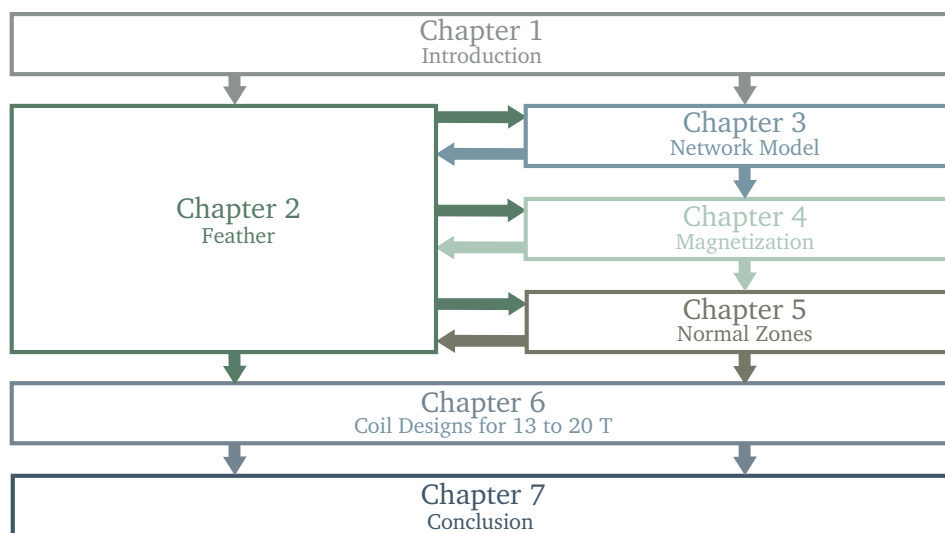 Chapter 1
Introduction
Chapter 2
Feather
Chapter 3
Network Model
Chapter 4
Magnetization
Chapter 5
Normal Zones
Chapter 6
Coil Designs for 13 to 20 T
Chapter 7
Conclusion